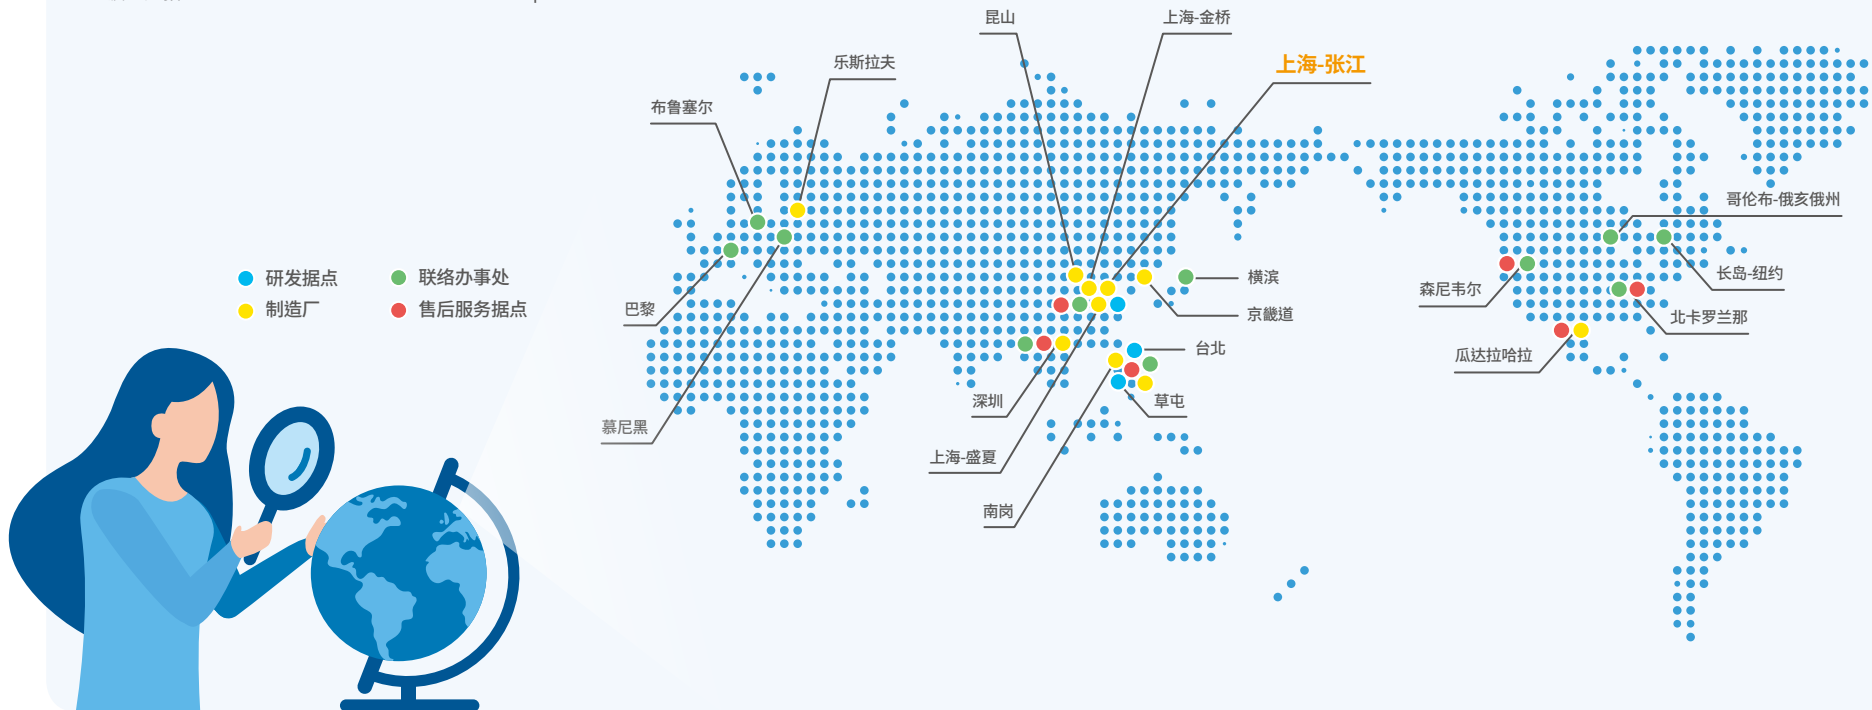 昆山
上海-金桥
乐斯拉夫
上海-张江
布鲁塞尔
哥伦布-俄亥俄州
研发据点
联络办事处
横滨
长岛-纽约
制造厂
售后服务据点
巴黎
京畿道
森尼韦尔
北卡罗兰那
台北
瓜达拉哈拉
深圳
草屯
慕尼黑
上海-盛夏
南岗